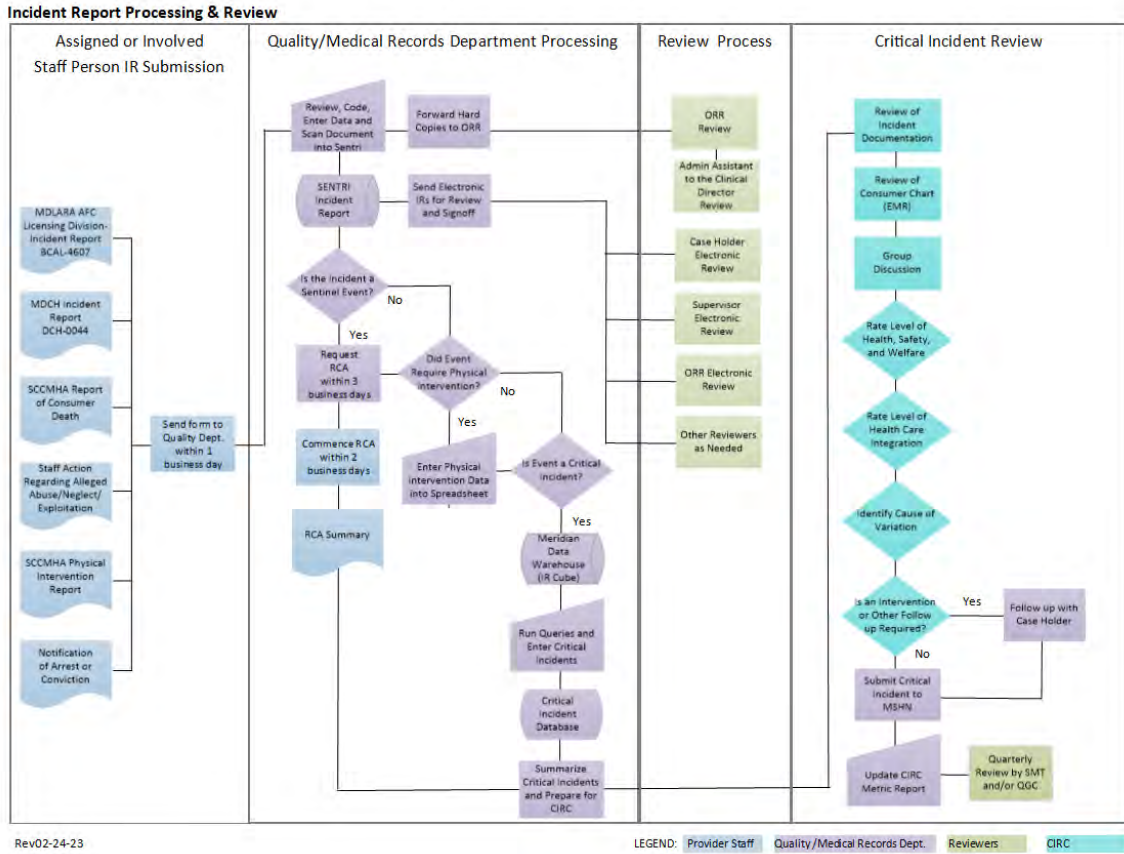 Incident Report Processing & Review
Assigned or Involved
Staff Person IR Submission
MDLARA AFC
Licensing Division-
Incident Report
BCAL-4607
MDCH Incident
Report
DCH-0044
SCCMHA Report
of Consumer
Death
Staff Action
Regarding Alleged
Abuse/Neglect/
Exploitation
SCCMHA Physical
Intervention
Report
Notification
of Arrest or
Conviction
Send form to
Quality Dept.
within 1
business day
Quality/Medical Records Department Processing
Review, Code,
Enter Data and
Scan Document
into Sentri
Forward Hard
Copies to ORR
SENTRI
Incident
Report
Send Electronic
IRs for Review
and Signoff
Is the Incident a
Sentinel Event?
No
Yes
Request
RCA
within 3
business days
Did Event
Require Physical
Intervention?
No
Yes
Commence RCA
within 2
business days
Enter Physical
Intervention Data
into Spreadsheet
Is Event a Critical
Incident?
Yes
RCA Summary
Meridian
Data
Warehouse
(IR Cube)
Run Queries and
Enter Critical
Incidents
Critical
Incident
Database
Summarize
Critical Incidents
and Prepare for
CIRC
Review Process
ORR
Review
Admin Assistant
to the Clinical
Director
Review
Case Holder
Electronic
Review
Supervisor
Electronic
Review
ORR Electronic
Review
Other Reviewers
as Needed
Critical Incident Review
Review of
Incident
Documentation
Review of
Consumer Chart
(EMR)
Group
Discussion
Rate Level of
Health, Safety,
and Welfare
Rate Level of
Health Care
Integration
Identify Cause of
Variation
Is an Intervention
or Other Follow
up Required?
Yes
Follow up with
Case Holder
No
Submit Critical
Incident to
MSHN
Update CIRC
Metric Report
Quarterly
Review by SMT
and/or QGC
Rev02-24-23
LEGEND: Provider Staff Quality/Medical Records Dept. Reviewers CIRC